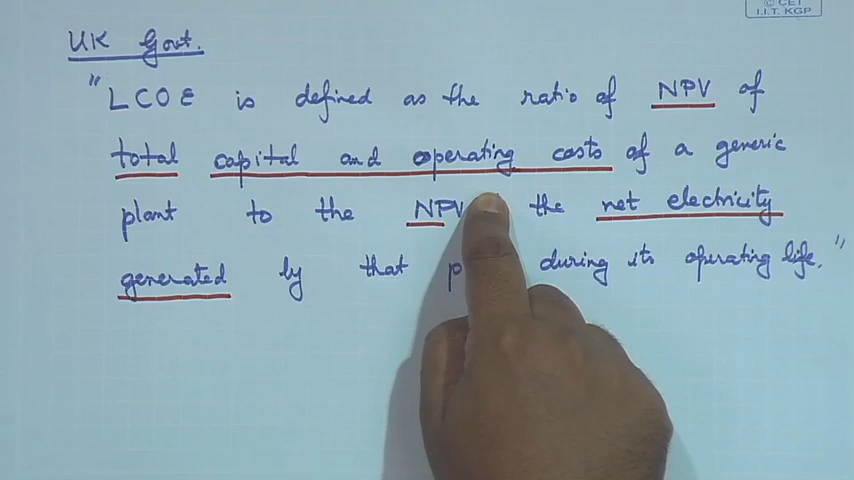 © CET
I.I.T. KGP
UK Govt.
"LCOE is defined as the ratio of NPV of
total capital and operating costs of a generic
plant to the NPV the net electricity
generated by that p during its operating life."